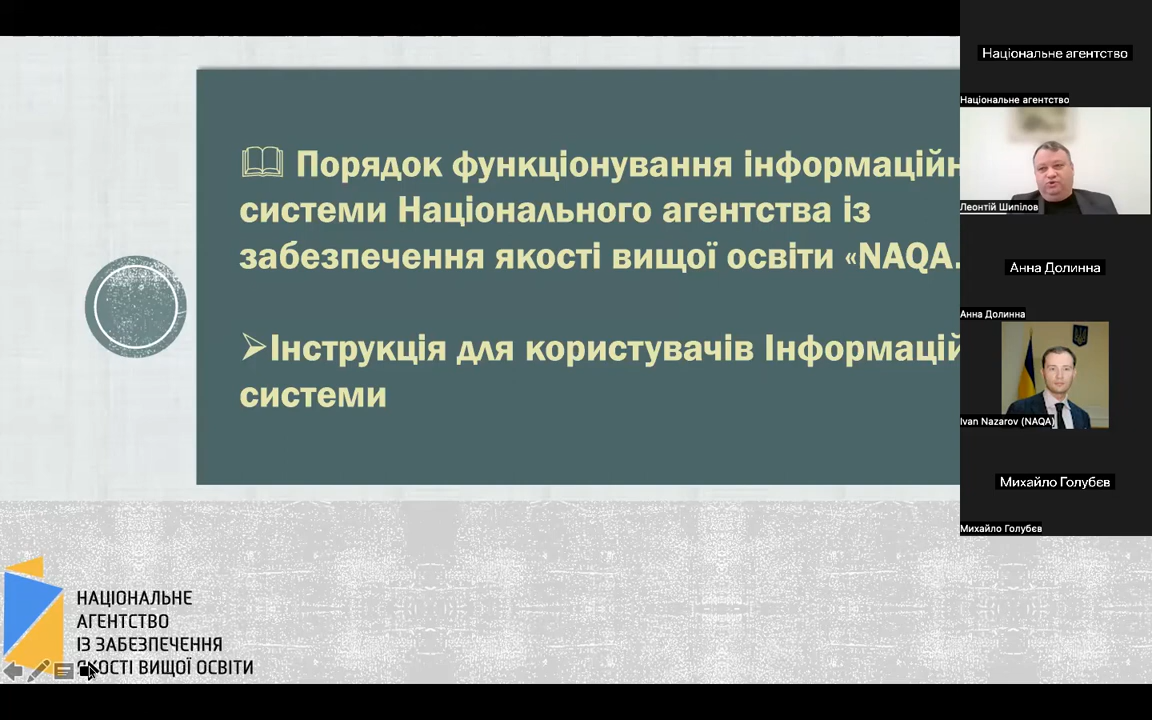 Порядок функціонування інформаційн
системи Національного агентства із
забезпечення якості вищої освіти «NAQA.
➢Інструкція для користувачів Інформацій
системи
НАЦІОНАЛЬНЕ
АГЕНТСТВО
ІЗ ЗАБЕЗПЕЧЕННЯ
ЯКОСТІ ВИЩОЇ ОСВІТИ
Національне агентство
Національне агентство
Леонтій Шипілов
Анна Долинна
Анна Долинна
Ivan Nazarov (NAQA)
Михайло Голубєв
Михайло Голубєв